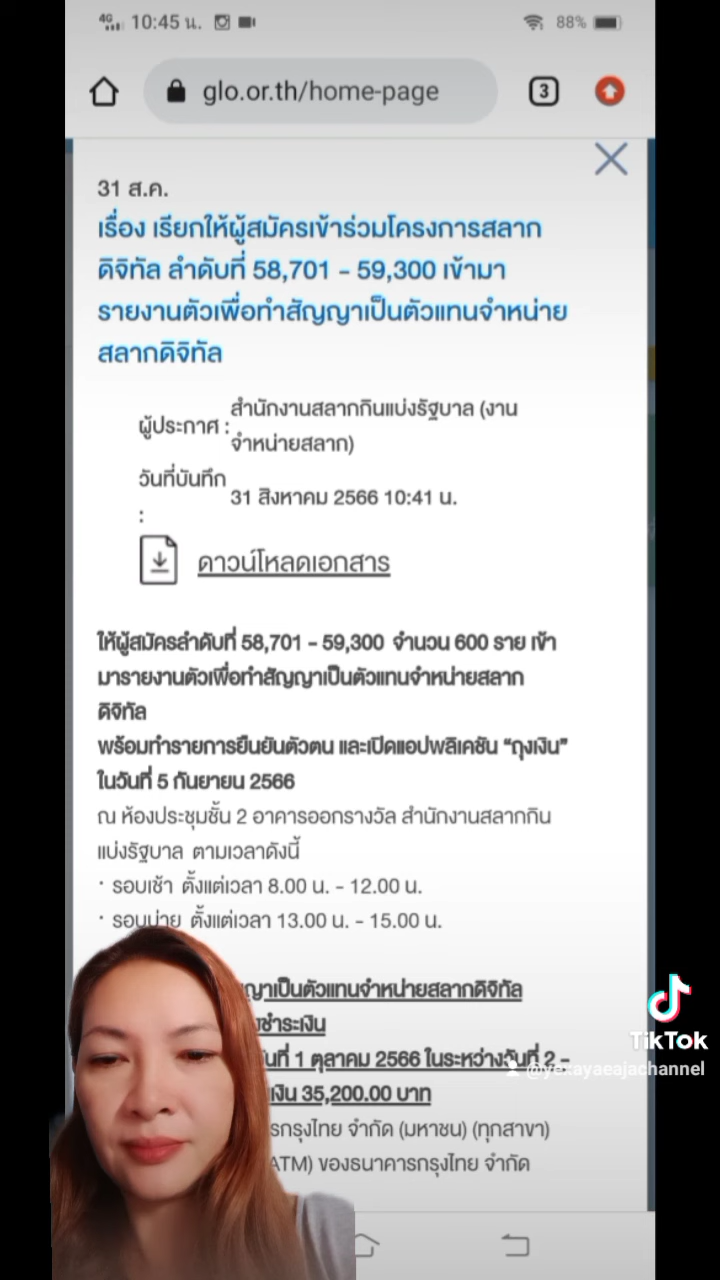 4G 10:45 น. 88%
glo.or.th/home-page 3
31 ส.ค.
เรื่อง เรียกให้ผู้สมัครเข้าร่วมโครงการสลาก
ดิจิทัล ลำดับที่ 58,701 - 59,300 เข้ามา
รายงานตัวเพื่อทำสัญญาเป็นตัวแทนจำหน่าย
สลากดิจิทัล
ผู้ประกาศ : สำนักงานสลากกินแบ่งรัฐบาล (งาน
จำหน่ายสลาก)
วันที่บันทึก
: 31 สิงหาคม 2566 10:41 น.
ดาวน์โหลดเอกสาร
ให้ผู้สมัครลำดับที่ 58,701 - 59,300 จำนวน 600 ราย เข้า
มารายงานตัวเพื่อทำสัญญาเป็นตัวแทนจำหน่ายสลาก
ดิจิทัล
พร้อมทำรายการยืนยันตัวตน และเปิดแอปพลิเคชัน “ถุงเงิน”
ในวันที่ 5 กันยายน 2566
ณ ห้องประชุมชั้น 2 อาคารออกรางวัล สำนักงานสลากกิน
แบ่งรัฐบาล ตามเวลาดังนี้
· รอบเช้า ตั้งแต่เวลา 8.00 น. - 12.00 น.
· รอบบ่าย ตั้งแต่เวลา 13.00 น. - 15.00 น.
ญาเป็นตัวแทนจำหน่ายสลากดิจิทัล
ชำระเงิน
ันที่ 1 ตุลาคม 2566 ในระหว่างวันที่ 2 -
เงิน 35,200.00 บาท
รกรุงไทย จำกัด (มหาชน) (ทุกสาขา)
ATM) ของธนาคารกรุงไทย จำกัด
TikTok